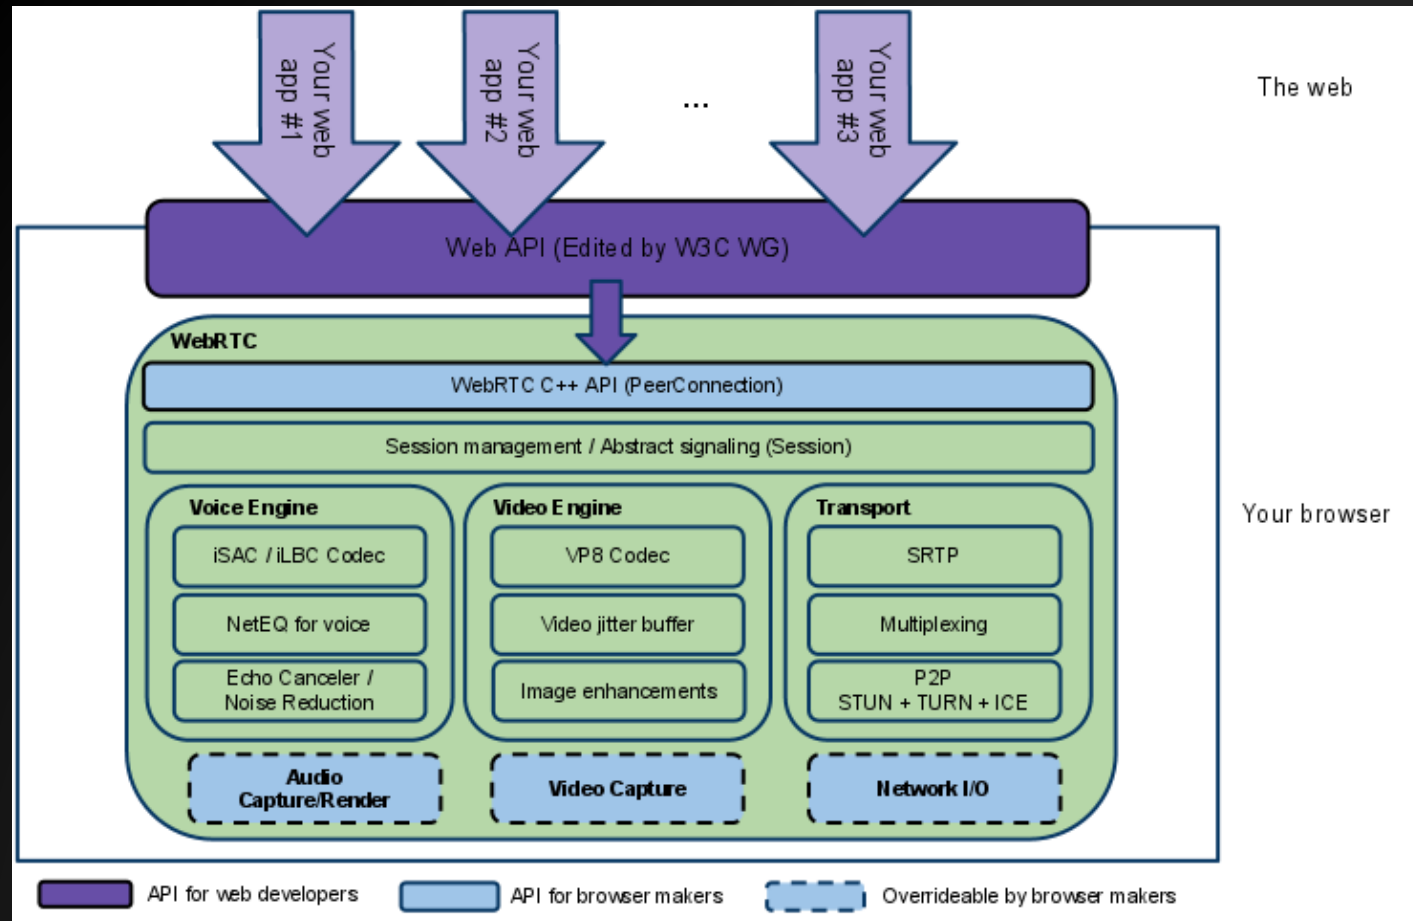 Your web
app #1
Your web
app #2
...
Your web
app #3
The web
Web API (Edited by W3C WG)
WebRTC
WebRTC C++ API (PeerConnection)
Session management / Abstract signaling (Session)
Voice Engine
iSAC / iLBC Codec
NetEQ for voice
Echo Canceler /
Noise Reduction
Video Engine
VP8 Codec
Video jitter buffer
Image enhancements
Transport
SRTP
Multiplexing
P2P
STUN + TURN + ICE
Your browser
Audio
Capture/Render
Video Capture
Network I/O
API for web developers
API for browser makers
Overrideable by browser makers